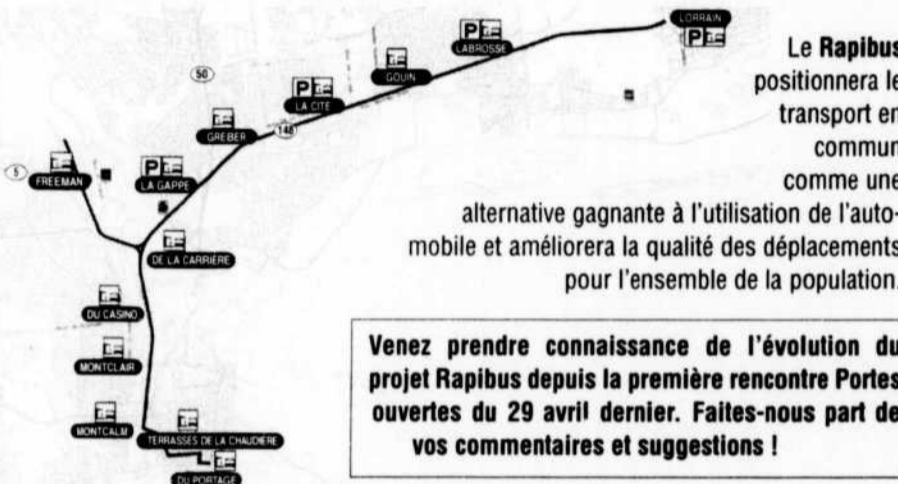 LORRAIN
P
P
LABROSSE
GOUIN
50
P
LA CITÉ
148
GRÉBER
5
FREEMAN
P
LA GAPPE
DE LA CARRIÈRE
DU CASINO
MONTCLAIR
MONTCALM
TERRASSES DE LA CHAUDIÈRE
DU PORTAGE
Le Rapibus
positionnera le
transport en
commun
comme une
alternative gagnante à l'utilisation de l'auto-
mobile et améliorera la qualité des déplacements
pour l'ensemble de la population.
Venez prendre connaissance de l'évolution du
projet Rapibus depuis la première rencontre Portes
ouvertes du 29 avril dernier. Faites-nous part de
vos commentaires et suggestions !